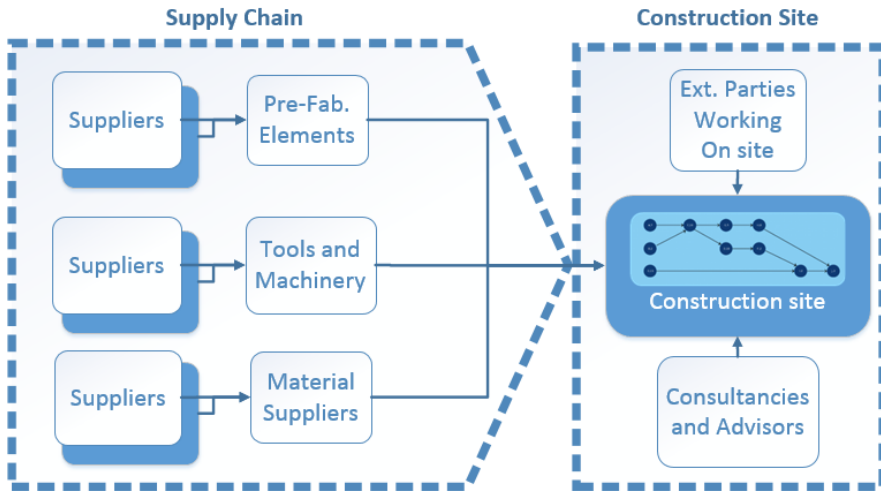 Supply Chain
Construction Site
Suppliers
Pre-Fab.
Elements
Suppliers
Tools and
Machinery
Suppliers
Material
Suppliers
Ext. Parties
Working
On site
Construction site
Consultancies
and Advisors